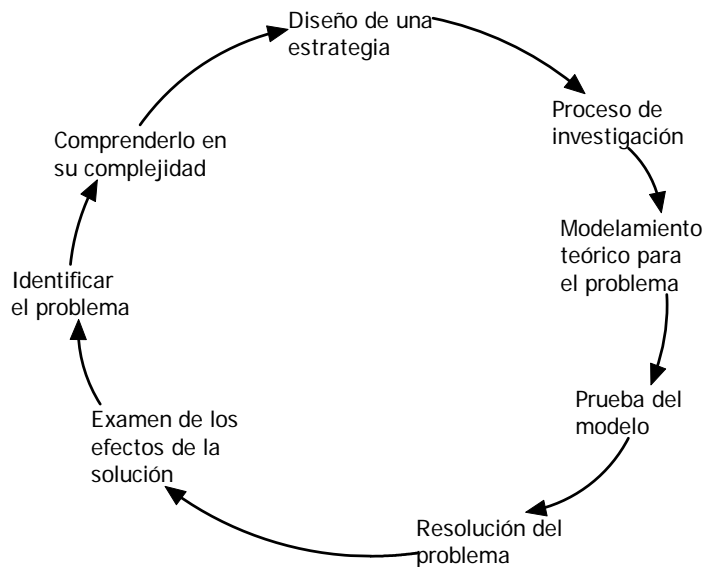 Diseño de una
estrategia
Proceso de
investigación
Modelamiento
teórico para
el problema
Prueba del
modelo
Resolución del
problema
Examen de los
efectos de la
solución
Identificar
el problema
Comprenderlo en
su complejidad